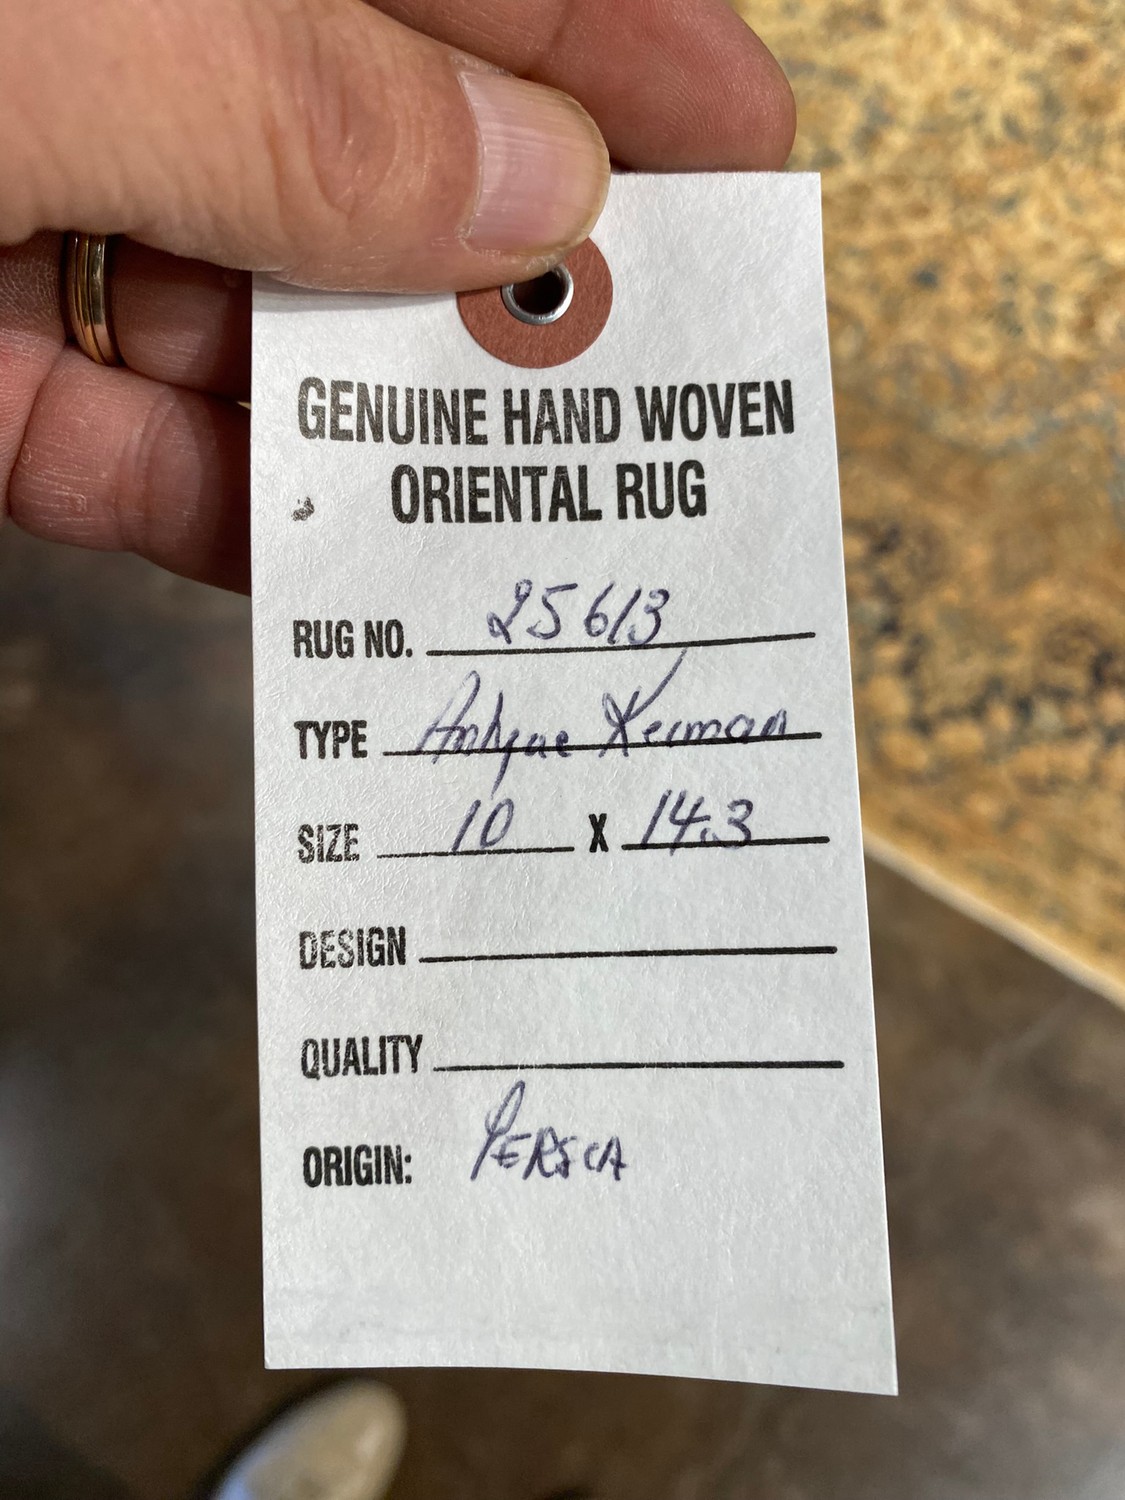 GENUINE HAND WOVEN
ORIENTAL RUG
RUG NO. 25613
TYPE Antique Kerman
SIZE 10 X 14.3
DESIGN
QUALITY
ORIGIN: PERSIA